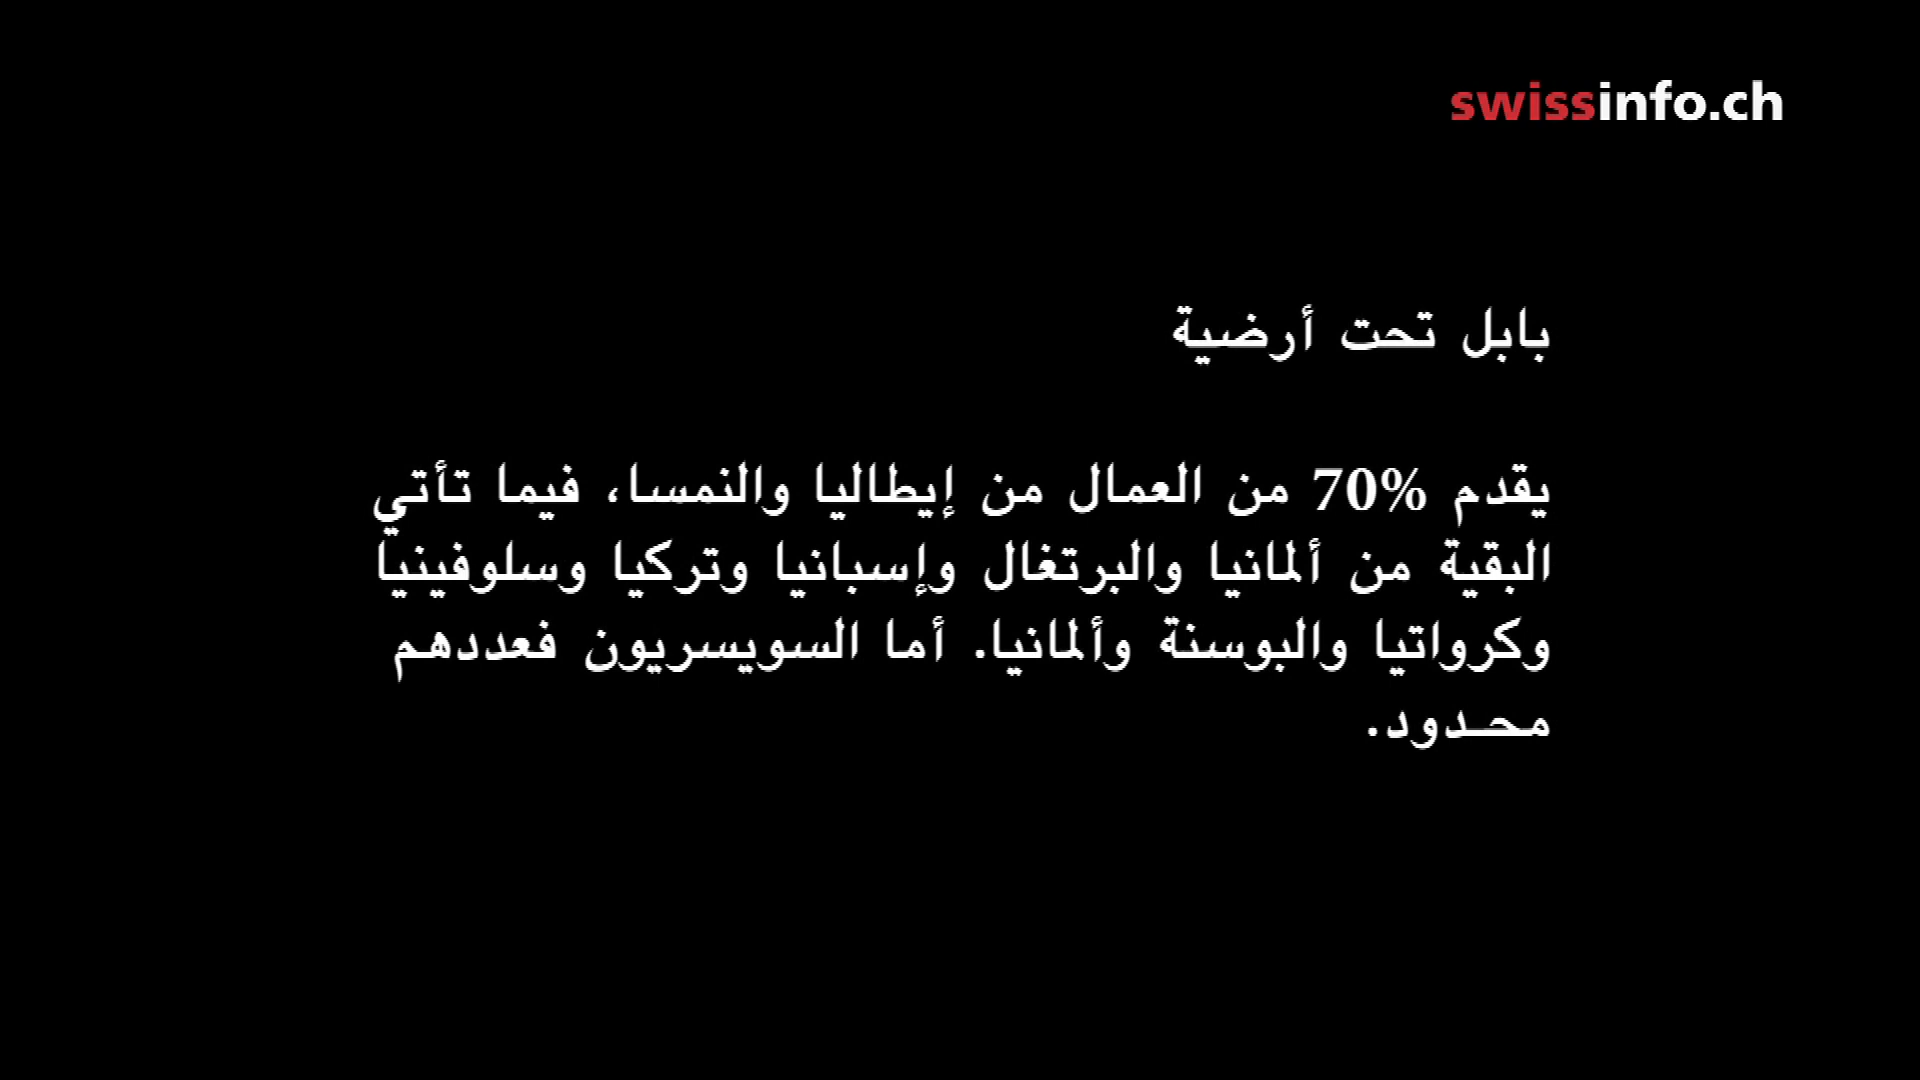 swissinfo.ch
بابل تحت أرضية
يقدم %70 من العمال من إيطاليا والنمسا، فيما تأتي
البقية من ألمانيا والبرتغال وإسبانيا وتركيا وسلوفينيا
وكرواتيا والبوسنة وألمانيا. أما السويسريون فعددهم
محـدود.